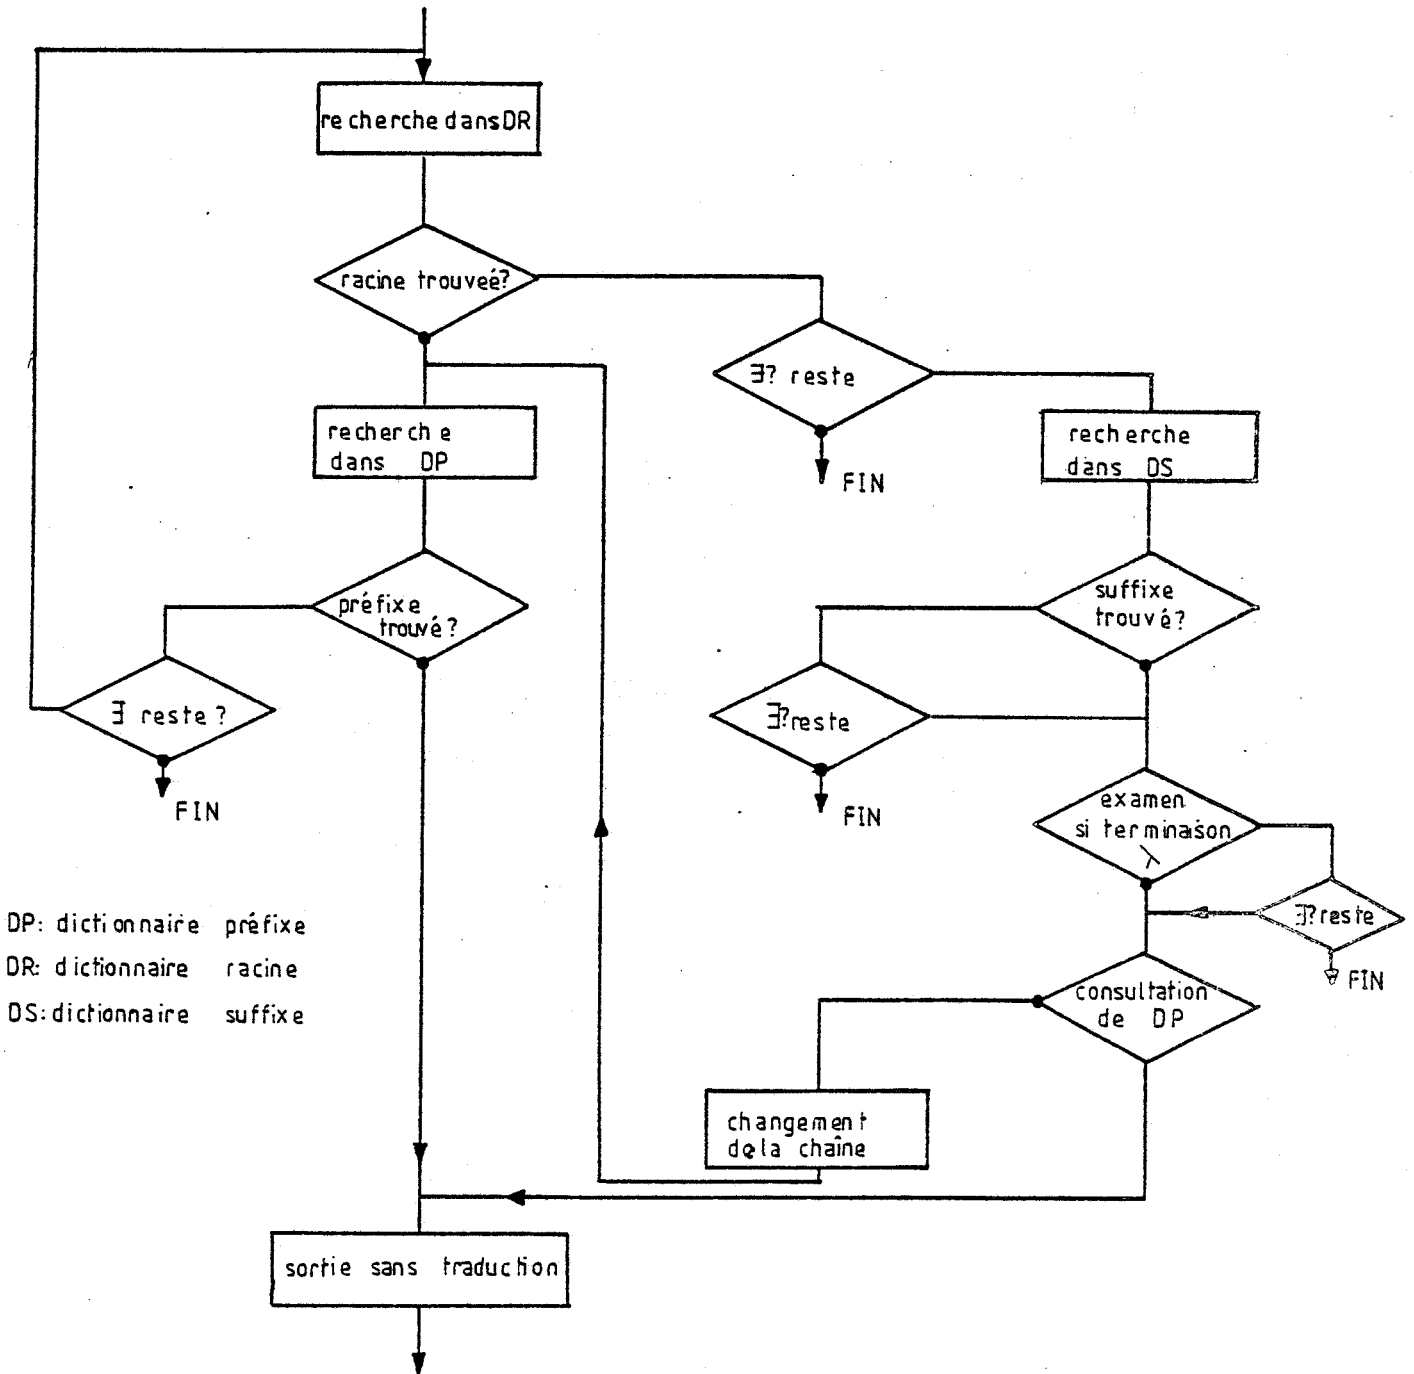 recherche dans DR
racine trouveé?
∃? reste
FIN
recherche
dans DP
recherche
dans DS
préfixe
trouvé?
suffixe
trouvé?
∃ reste?
FIN
∃? reste
FIN
examen
si terminaison
λ
∃? reste
FIN
DP: dictionnaire préfixe
DR: dictionnaire racine
DS: dictionnaire suffixe
consultation
de DP
changement
de la chaîne
sortie sans traduction